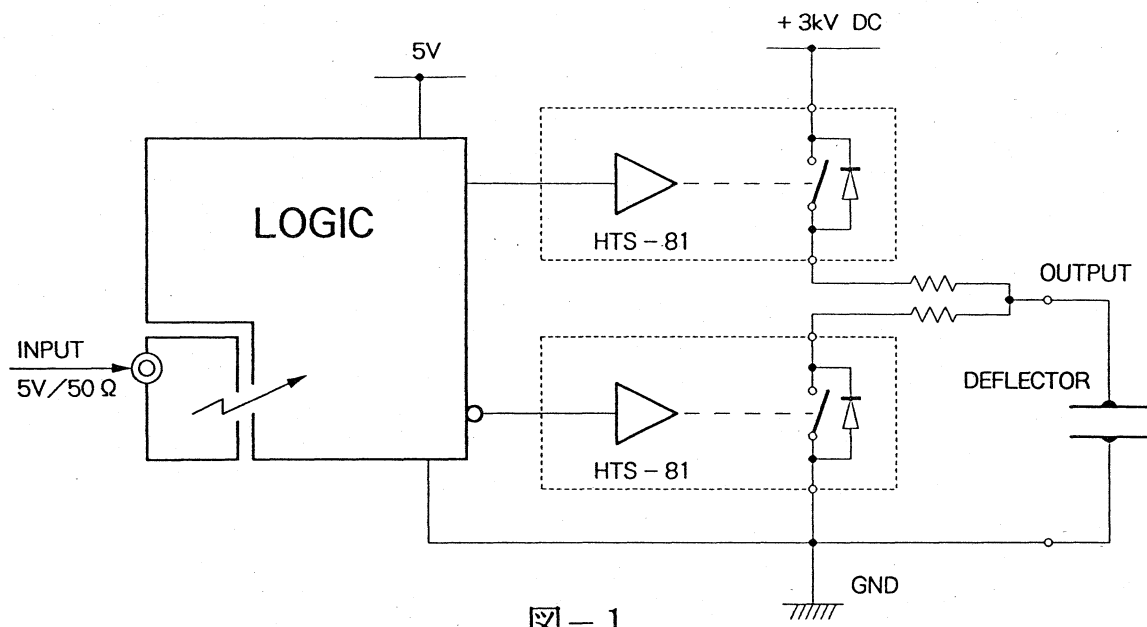 +3kV DC
5V
LOGIC
HTS-81
OUTPUT
INPUT
5V/50Ω
DEFLECTOR
HTS-81
GND
図-1